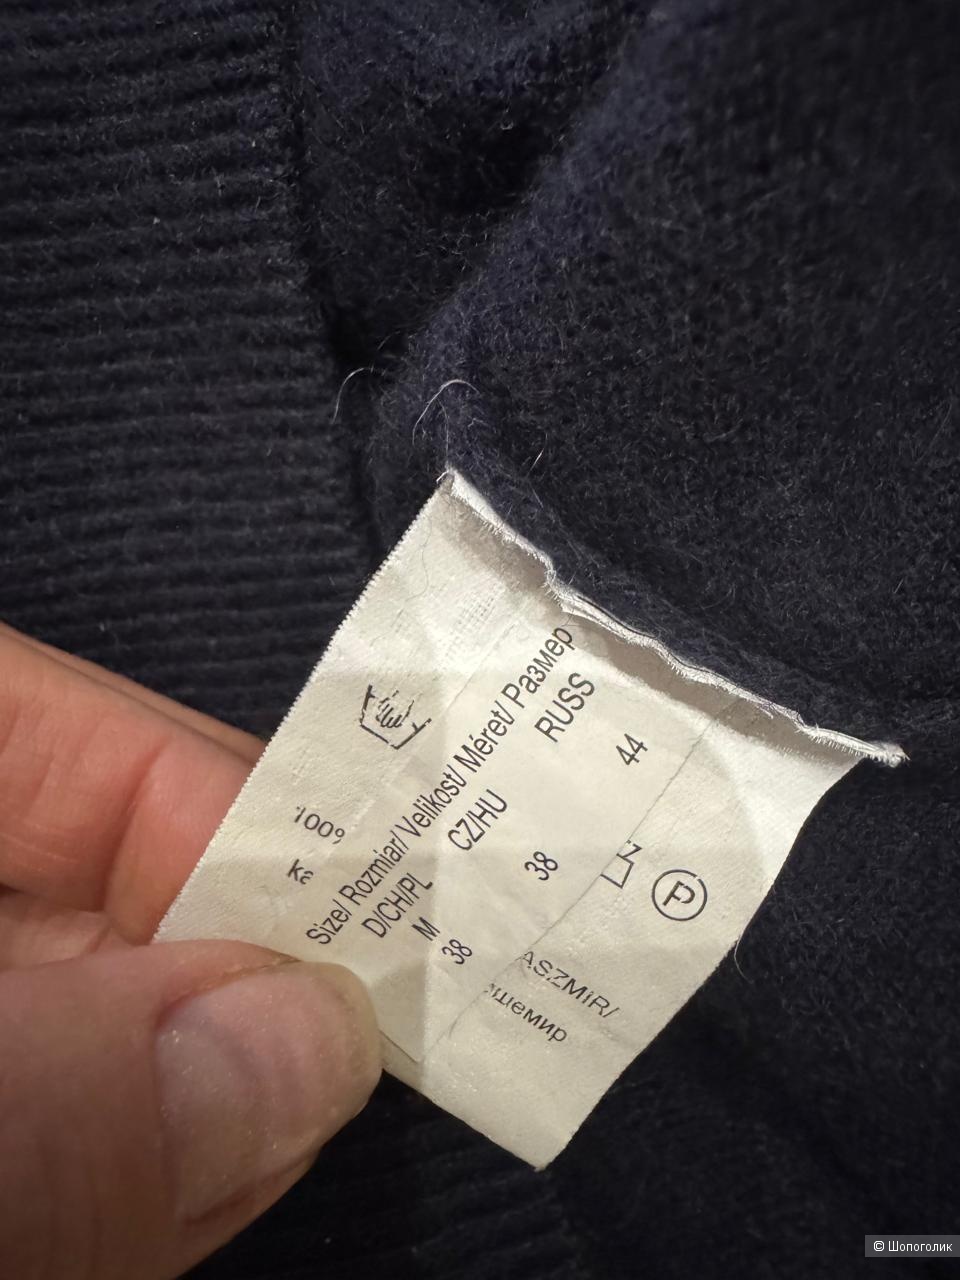 Size/ Rozmiar/ Velikost/ Méret/ Размер
D/CH/PL CZ/HU RUSS
M
38 38 44
100%
P
ASZMIR/
шемир
© Шопоголик